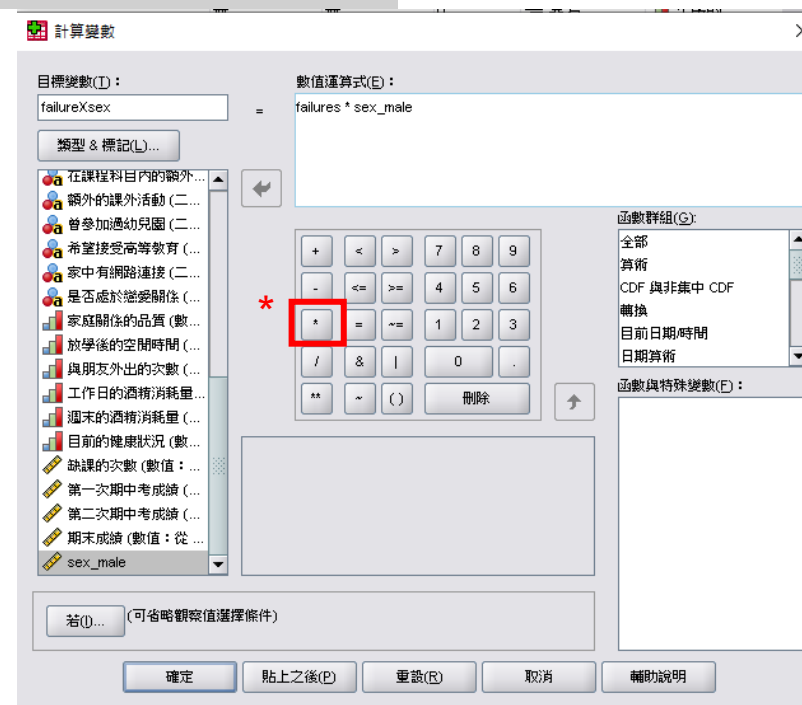 計算變數
目標變數(T)：
failureXsex
=
類型 & 標記(L)...
數值運算式(E)：
failures * sex_male
在課程科目內的額外...
額外的課外活動 (二...
曾參加過幼兒園 (二...
希望接受高等教育 (...
家中有網路連接 (二...
是否處於戀愛關係 (...
家庭關係的品質 (數...
放學後的空閒時間 (...
與朋友外出的次數 (...
工作日的酒精消耗量...
週末的酒精消耗量 (...
目前的健康狀況 (數...
缺課的次數 (數值：...
第一次期中考成績 (...
第二次期中考成績 (...
期末成績 (數值：從 ...
sex_male
+ < > 7 8 9
- <= >= 4 5 6
*
* = ~= 1 2 3
/ & | 0 .
** ~ ( ) 刪除
函數群組(G):
全部
算術
CDF 與非集中 CDF
轉換
目前日期/時間
日期算術
函數與特殊變數(F)：
若(I)... (可省略觀察值選擇條件)
確定 貼上之後(P) 重設(R) 取消 輔助說明